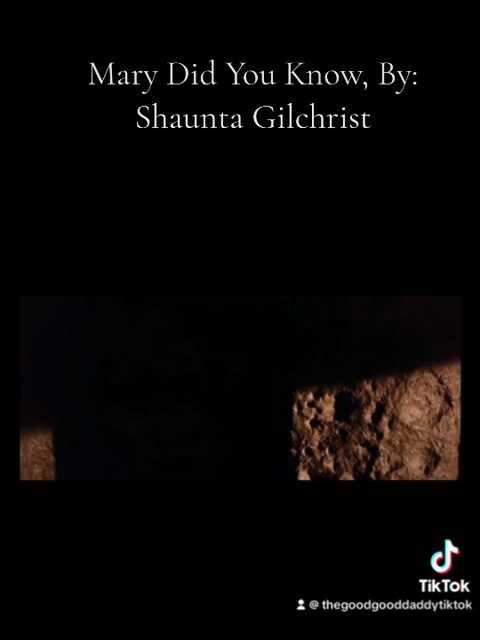 Mary Did You Know, By:
Shaunta Gilchrist
TikTok
@ thegoodgooddaddytiktok